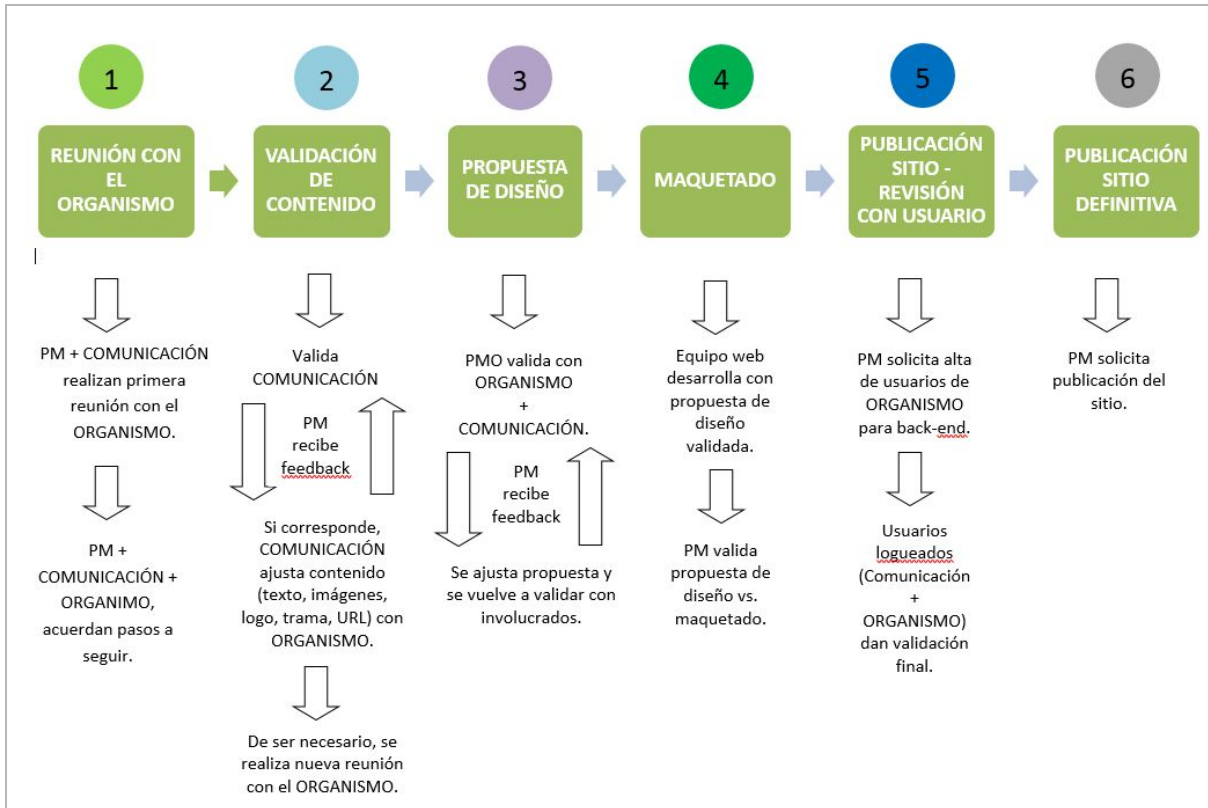 1
2
3
4
5
6
REUNIÓN CON
EL
ORGANISMO
VALIDACIÓN
DE
CONTENIDO
PROPUESTA
DE DISEÑO
MAQUETADO
PUBLICACIÓN
SITIO -
REVISIÓN
CON USUARIO
PUBLICACIÓN
SITIO
DEFINITIVA
PM + COMUNICACIÓN
realizan primera
reunión con el
ORGANISMO.
PM +
COMUNICACIÓN +
ORGANIMO,
acuerdan pasos a
seguir.
Valida
COMUNICACIÓN
PM
recibe
feedback
Si corresponde,
COMUNICACIÓN
ajusta contenido
(texto, imágenes,
logo, trama, URL) con
ORGANISMO.
De ser necesario, se
realiza nueva reunión
con el ORGANISMO.
PMO valida con
ORGANISMO
+
COMUNICACIÓN.
PM
recibe
feedback
Se ajusta propuesta y
se vuelve a validar con
involucrados.
Equipo web
desarrolla con
propuesta de
diseño
validada.
PM valida
propuesta de
diseño vs.
maquetado.
PM solicita alta
de usuarios de
ORGANISMO
para back-end.
Usuarios
logueados
(Comunicación
+
ORGANISMO)
dan validación
final.
PM solicita
publicación del
sitio.